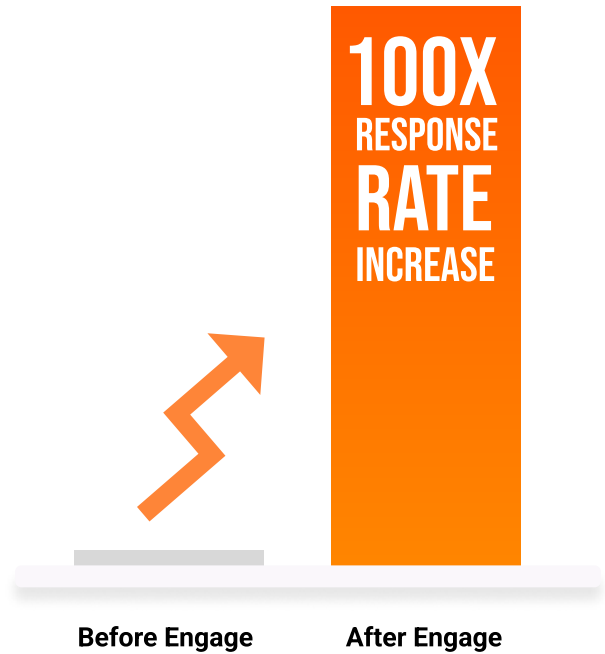 100X
RESPONSE
RATE
INCREASE
Before Engage
After Engage